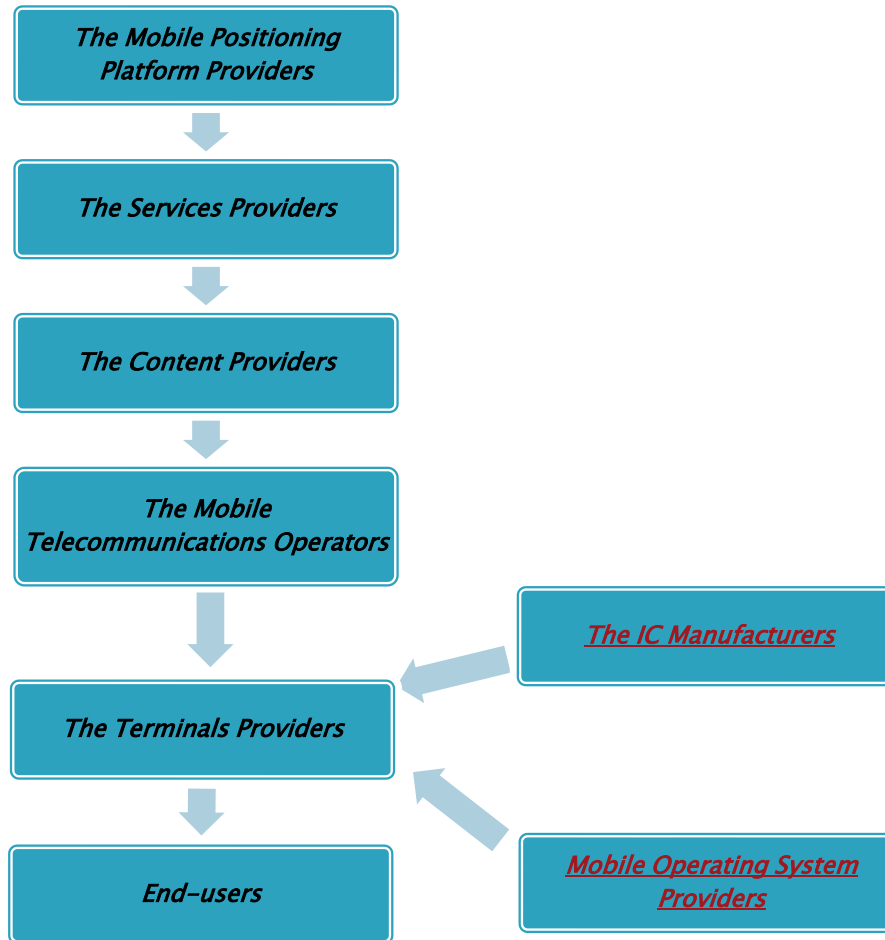 The Mobile Positioning
Platform Providers
The Services Providers
The Content Providers
The Mobile
Telecommunications Operators
The IC Manufacturers
The Terminals Providers
Mobile Operating System
Providers
End-users